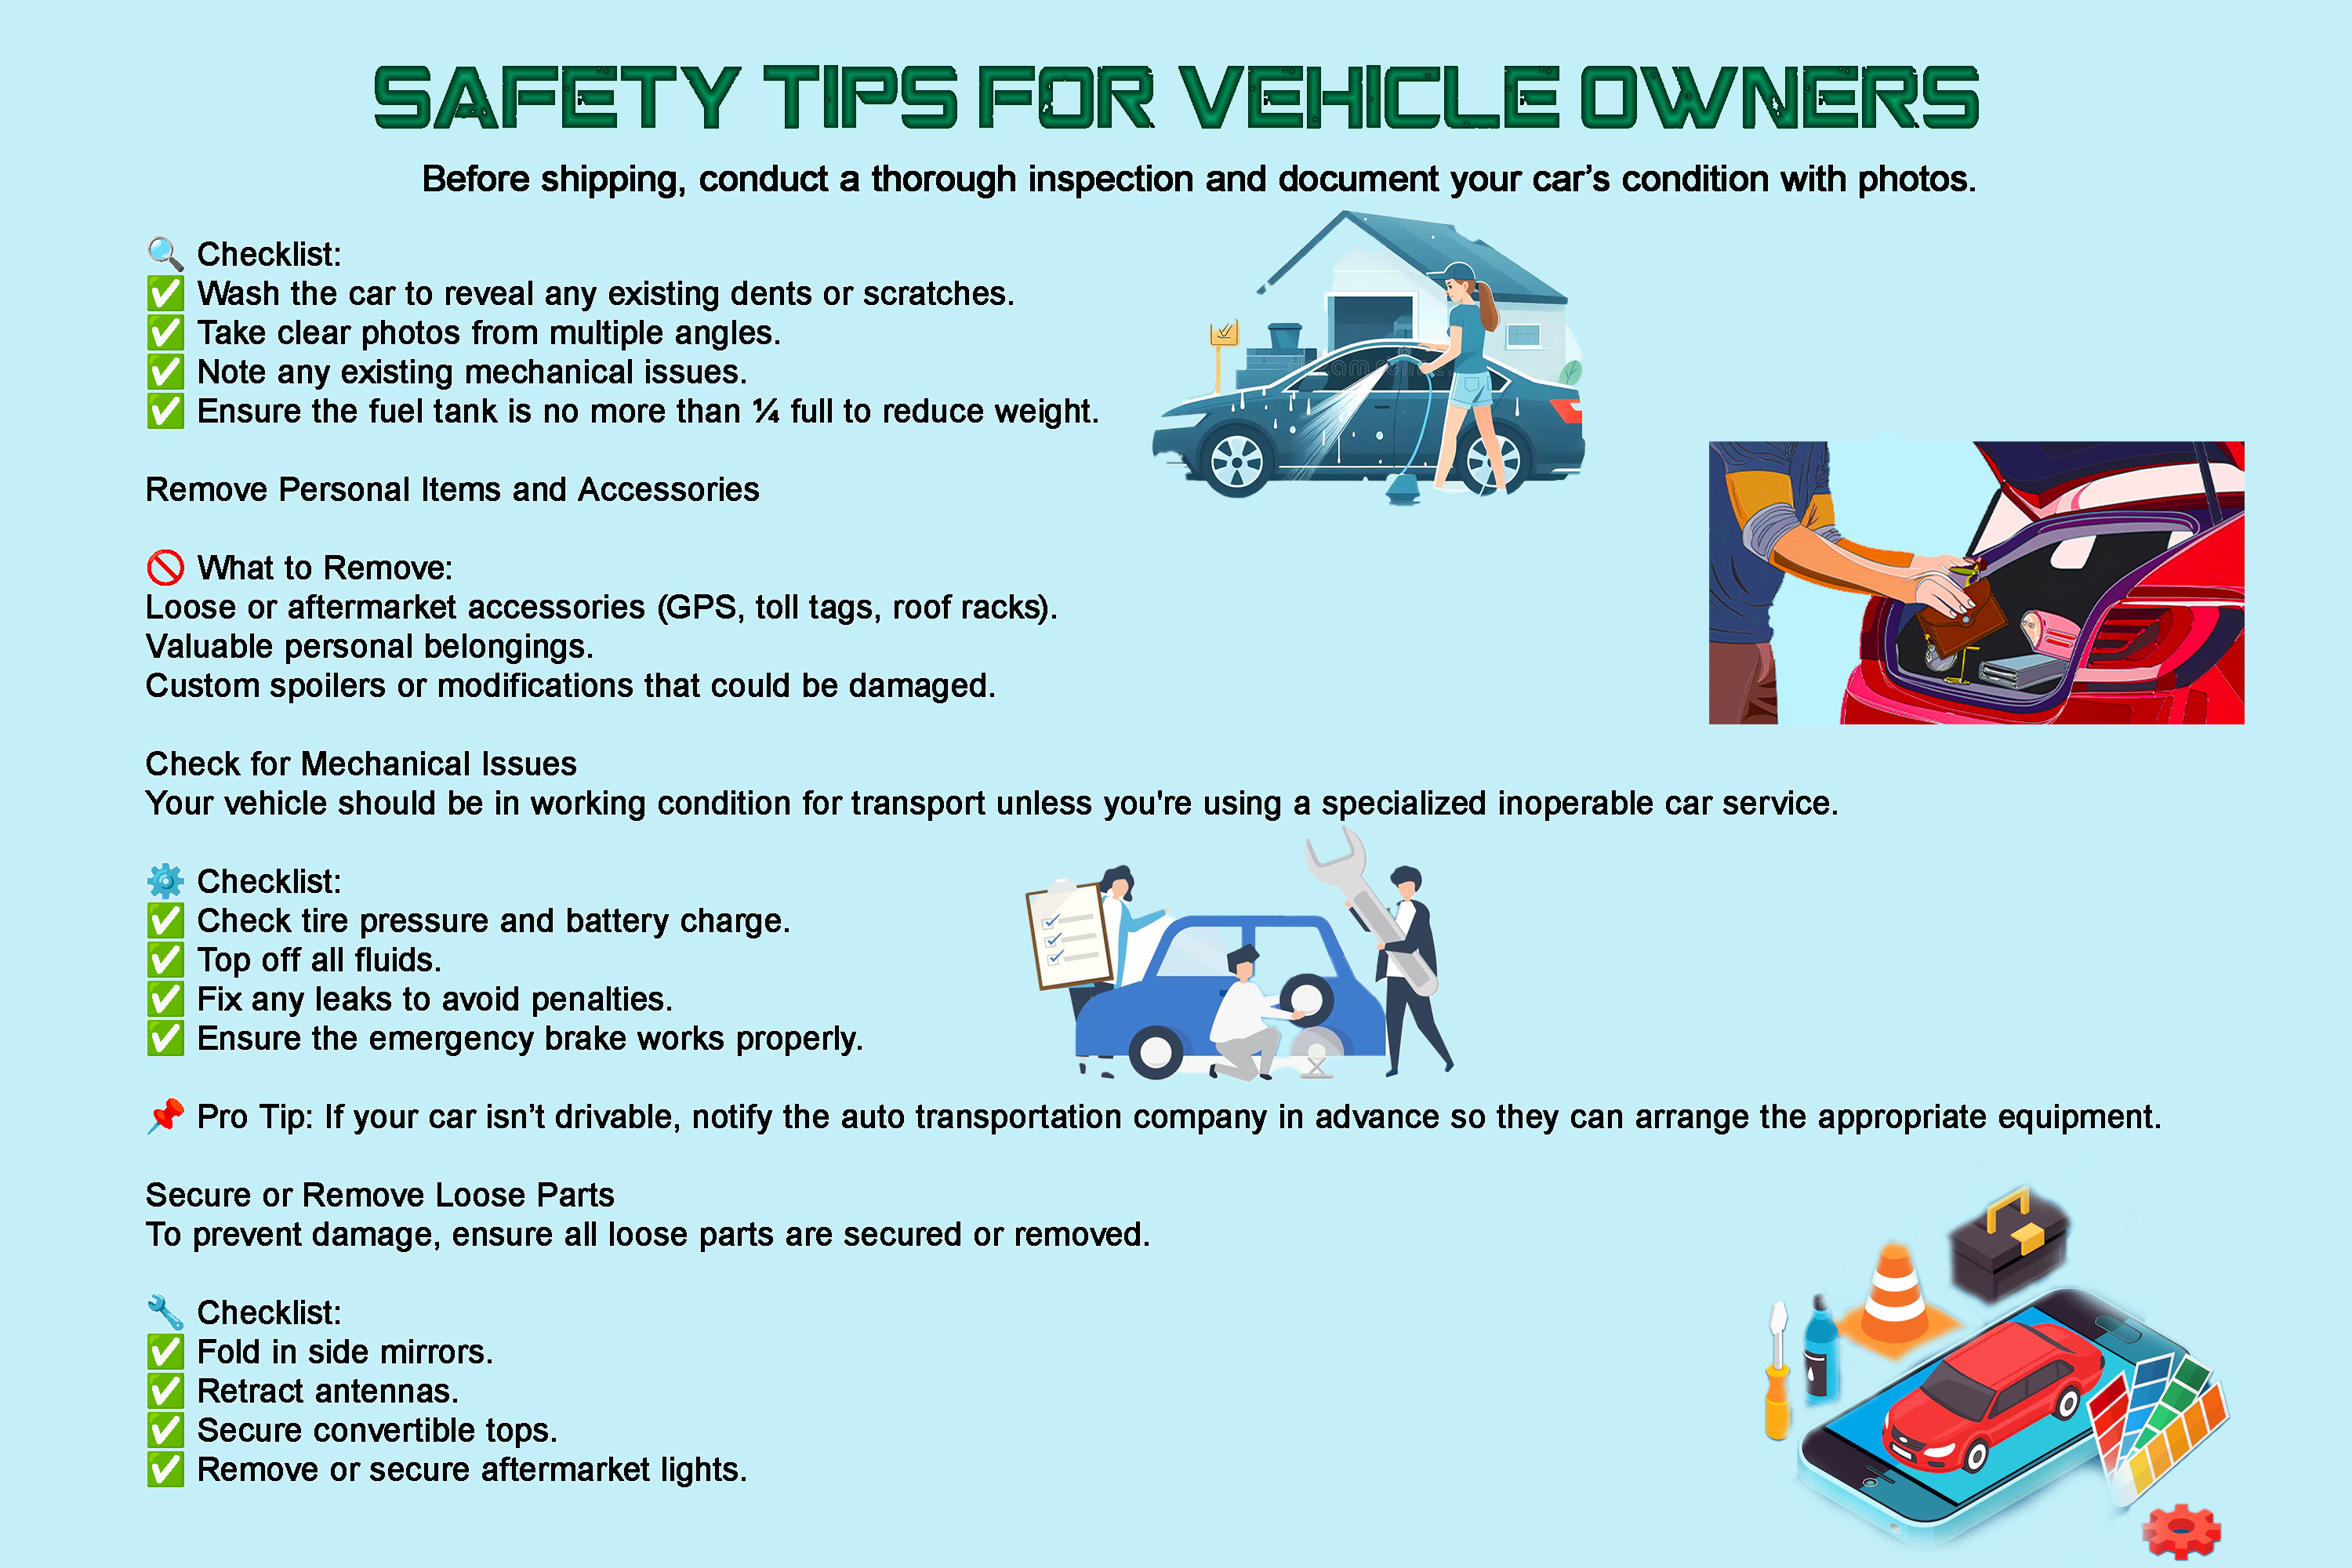 SAFETY TIPS FOR VEHICLE OWNERS
Before shipping, conduct a thorough inspection and document your car’s condition with photos.
🔍 Checklist:
✅ Wash the car to reveal any existing dents or scratches.
✅ Take clear photos from multiple angles.
✅ Note any existing mechanical issues.
✅ Ensure the fuel tank is no more than ¼ full to reduce weight.
Remove Personal Items and Accessories
🚫 What to Remove:
Loose or aftermarket accessories (GPS, toll tags, roof racks).
Valuable personal belongings.
Custom spoilers or modifications that could be damaged.
Check for Mechanical Issues
Your vehicle should be in working condition for transport unless you're using a specialized inoperable car service.
⚙️ Checklist:
✅ Check tire pressure and battery charge.
✅ Top off all fluids.
✅ Fix any leaks to avoid penalties.
✅ Ensure the emergency brake works properly.
📌 Pro Tip: If your car isn’t drivable, notify the auto transportation company in advance so they can arrange the appropriate equipment.
Secure or Remove Loose Parts
To prevent damage, ensure all loose parts are secured or removed.
🔧 Checklist:
✅ Fold in side mirrors.
✅ Retract antennas.
✅ Secure convertible tops.
✅ Remove or secure aftermarket lights.